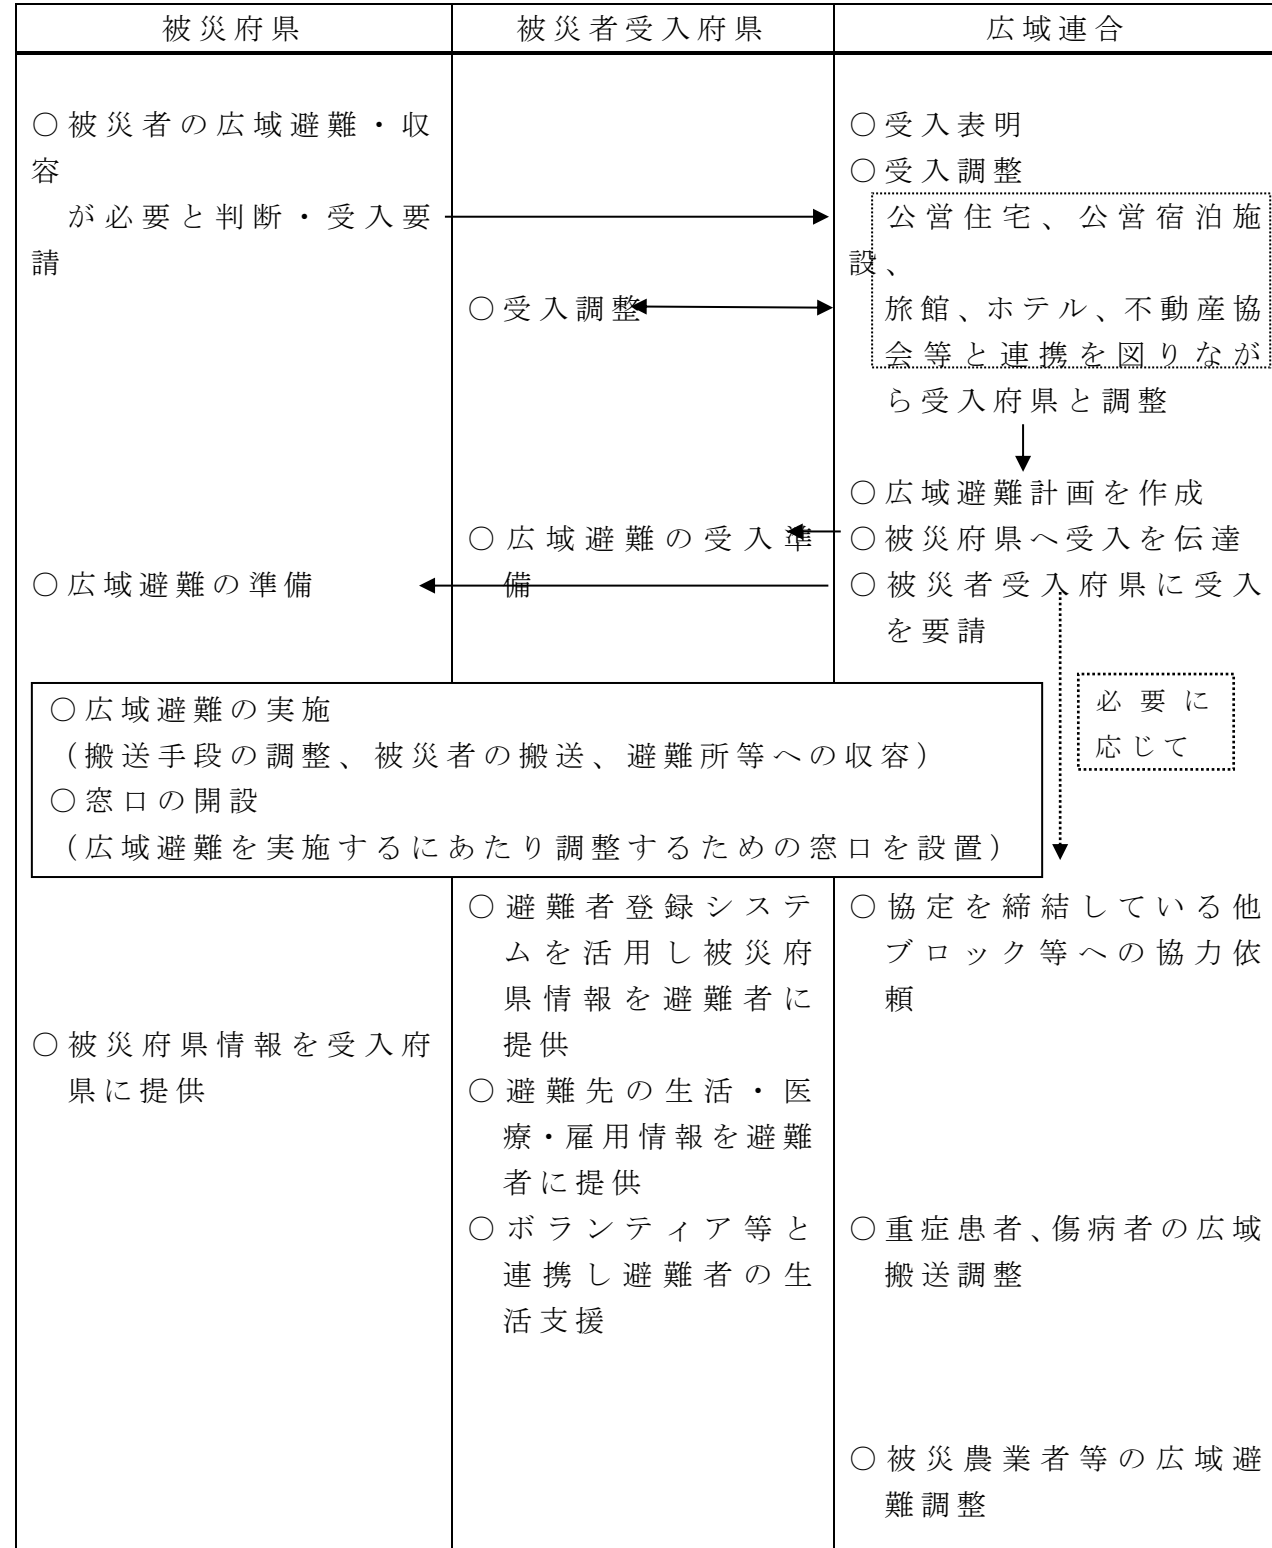 被災府県
被災者受入府県
広域連合
○被災者の広域避難・収
容
が必要と判断・受入要
請
○広域避難の準備
○受入調整
○広域避難の受入準
備
○受入表明
○受入調整
公営住宅、公営宿泊施
設、
旅館、ホテル、不動産協
会等と連携を図りなが
ら受入府県と調整
○広域避難計画を作成
○被災府県へ受入を伝達
○被災者受入府県に受入
を要請
必要に
応じて
○広域避難の実施
（搬送手段の調整、被災者の搬送、避難所等への収容）
○窓口の開設
（広域避難を実施するにあたり調整するための窓口を設置）
○被災府県情報を受入府
県に提供
○避難者登録システ
ムを活用し被災府
県情報を避難者に
提供
○避難先の生活・医
療・雇用情報を避難
者に提供
○ボランティア等と
連携し避難者の生
活支援
○協定を締結している他
ブロック等への協力依
頼
○重症患者、傷病者の広域
搬送調整
○被災農業者等の広域避
難調整